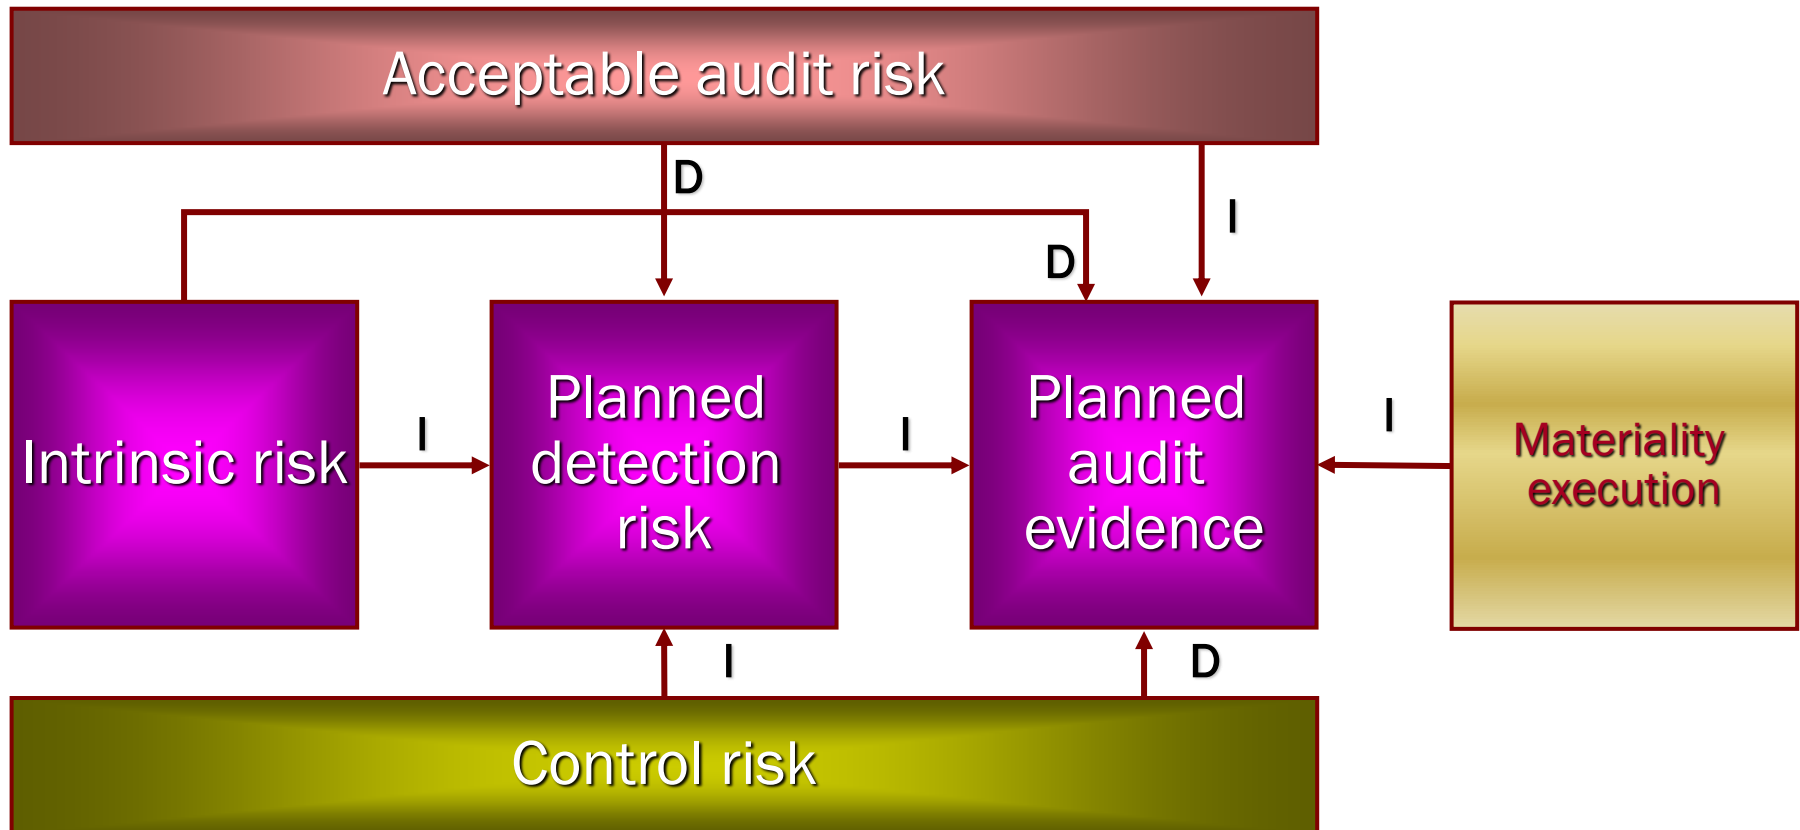 Acceptable audit risk
D
I
D
Intrinsic risk
I
Planned
detection
risk
I
Planned
audit
evidence
I
Materiality
execution
I
D
Control risk